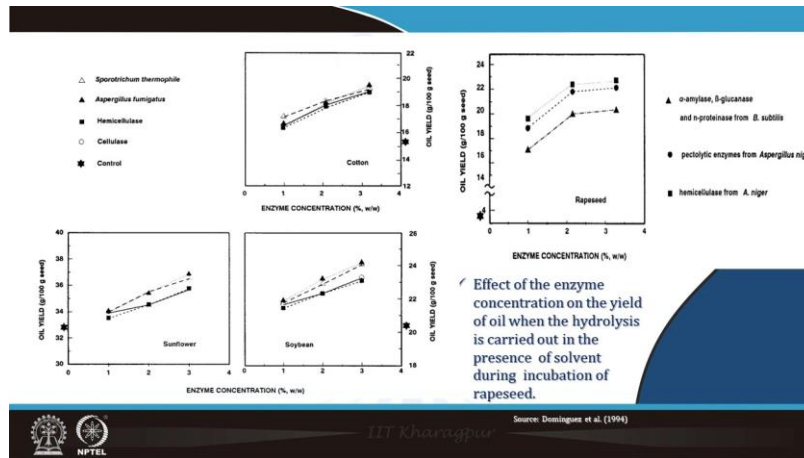 Sporotrichum thermophile
Aspergillus fumigatus
Hemicellulase
Cellulase
Control
22
20
18
16
14
12
OIL YIELD (g/100 g seed)
Cotton
0 1 2 3 4
ENZYME CONCENTRATION (%, w/w)
24
22
20
18
16
14
4
OIL YIELD (g/100 g seed)
Rapeseed
0 1 2 3 4
ENZYME CONCENTRATION (%, w/w)
α-amylase, β-glucanase
and n-proteinase from B. subtilis
pectolytic enzymes from Aspergillus nig
hemicellulase from A. niger
40
36
34
33
30
OIL YIELD (g/100 g seed)
Sunflower
0 1 2 3
26
24
22
20
18
OIL YIELD (g/100 g seed)
Soybean
0 1 2 3 4
ENZYME CONCENTRATION (%, w/w)
Effect of the enzyme
concentration on the yield
of oil when the hydrolysis
is carried out in the
presence of solvent
during incubation of
rapeseed.
Source: Dominguez et al. (1994)
IIT Kharagpur
NPTEL